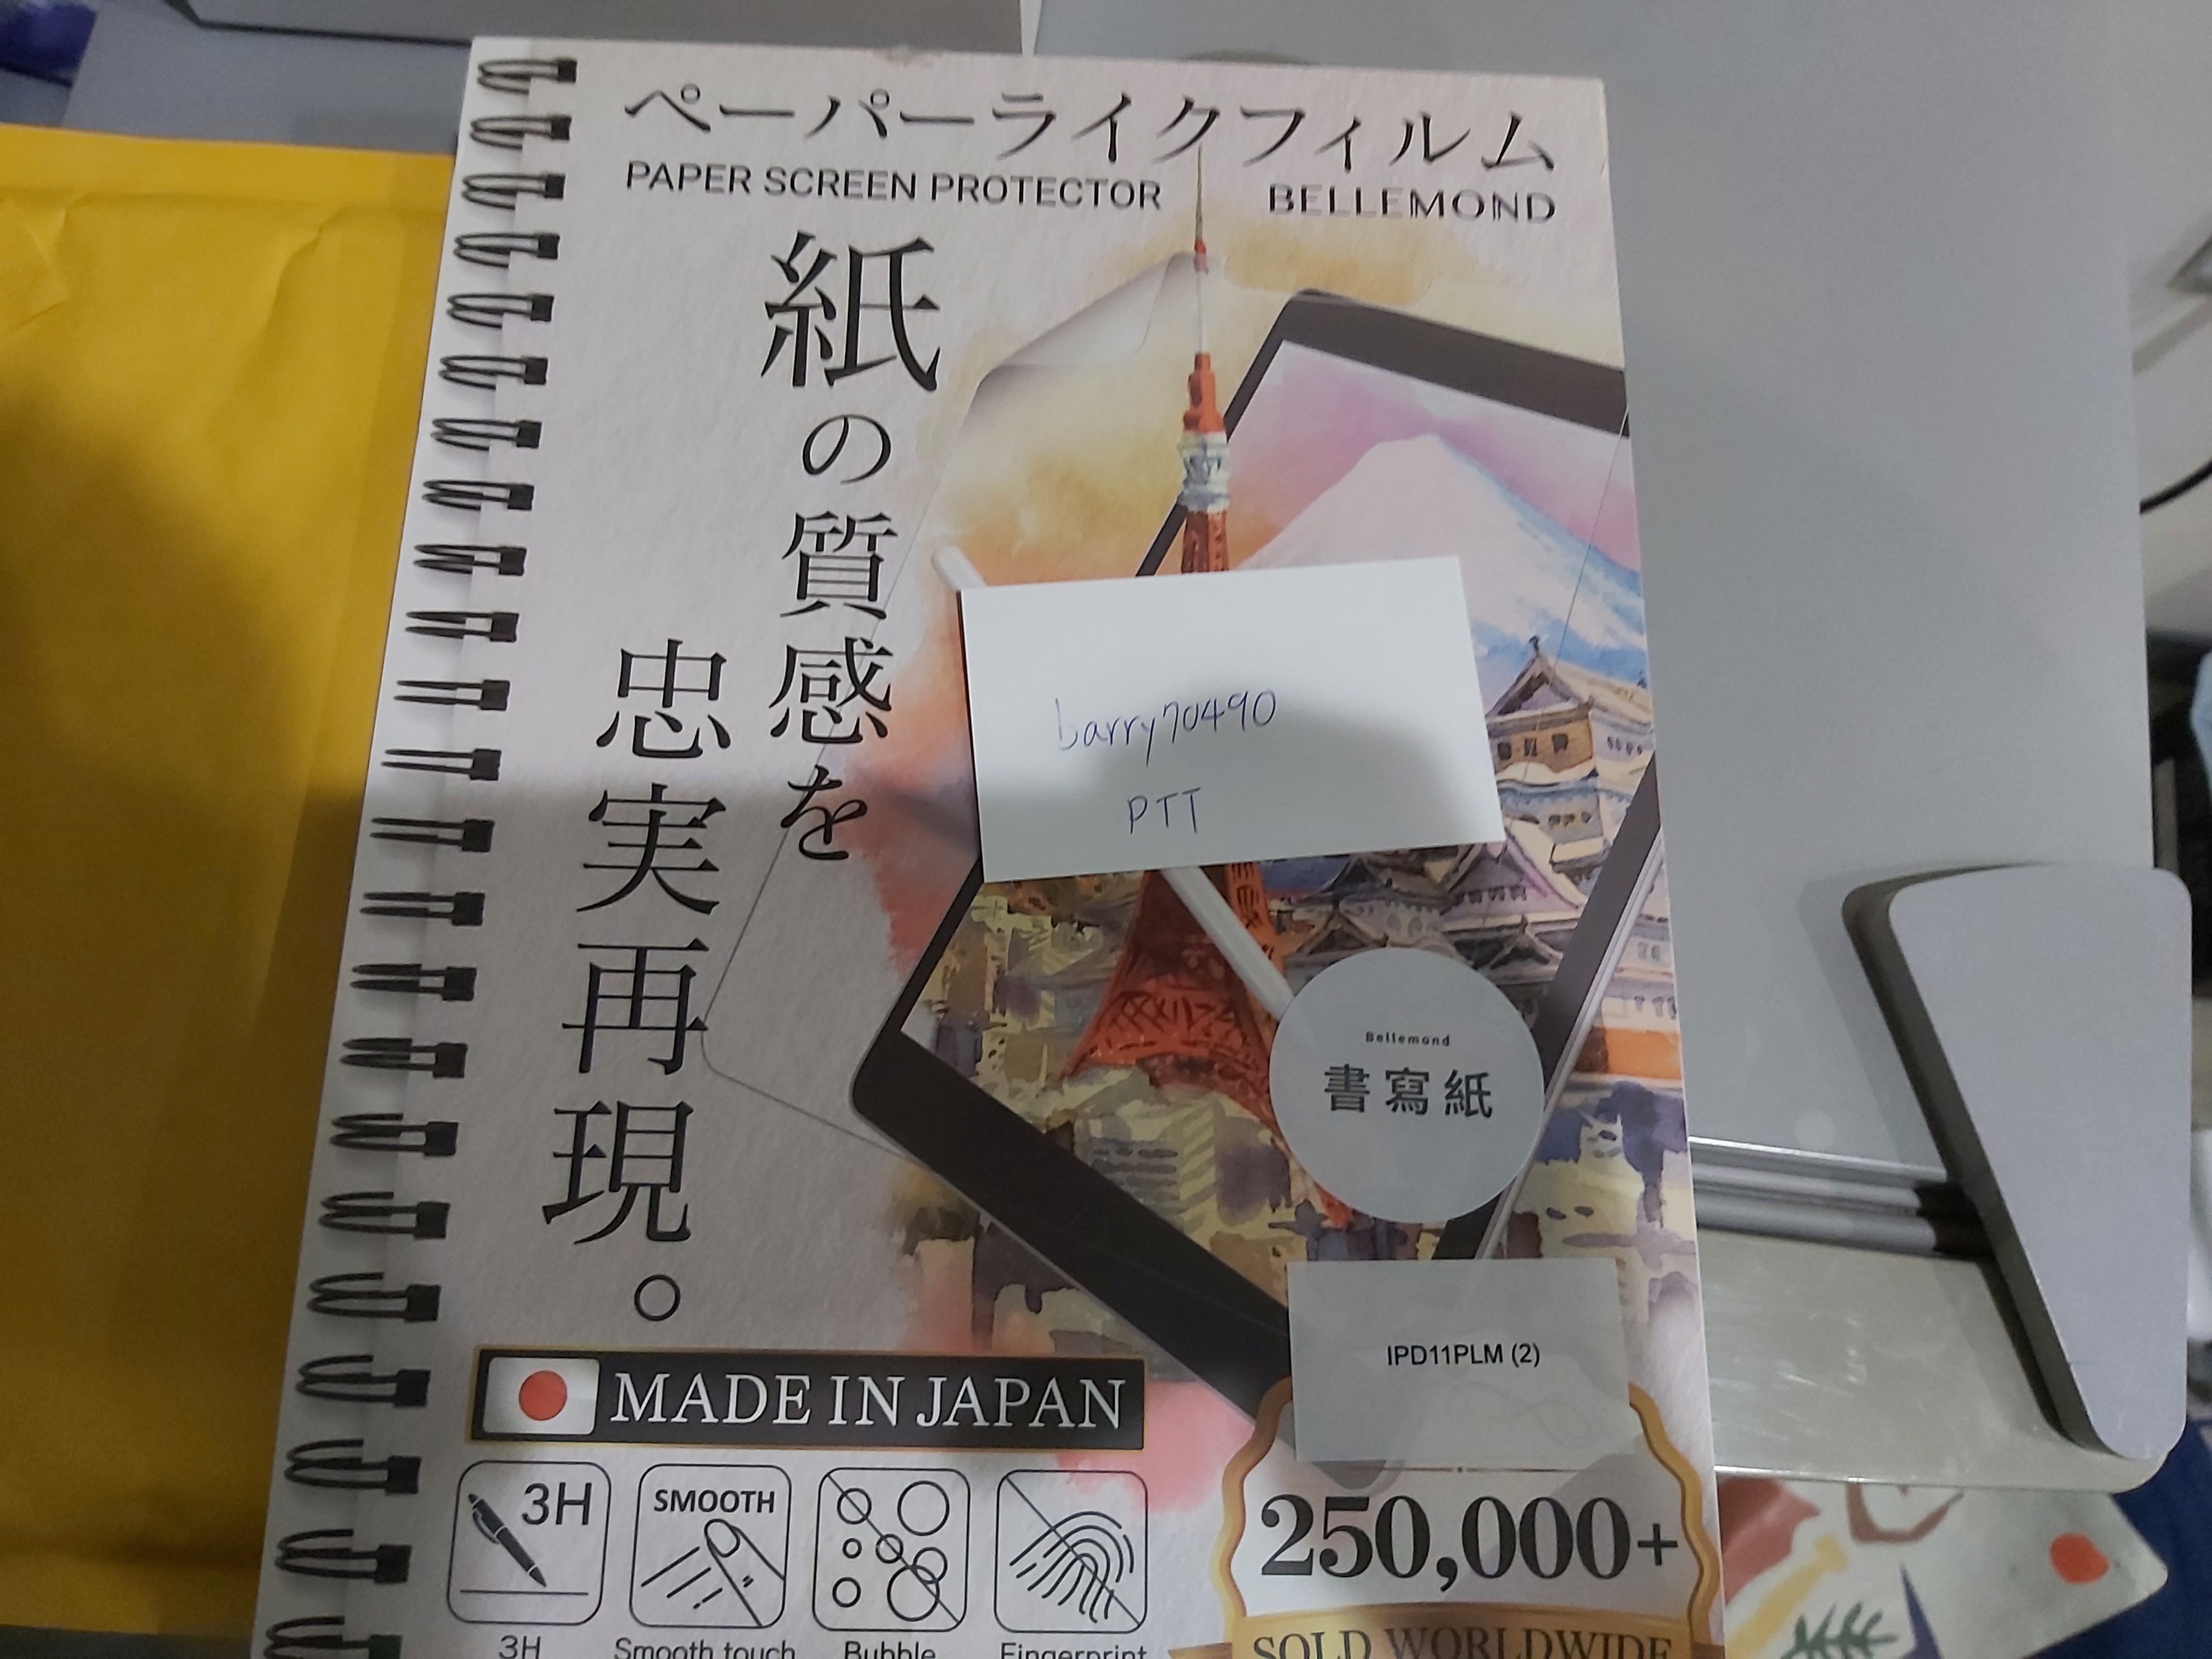 ペーパーライクフィルム
PAPER SCREEN PROTECTOR BELLEMOND
紙の質感を
忠実再現。
barry70490
PTT
Bellemond
書寫紙
IPD11PLM (2)
MADE IN JAPAN
250,000+
SOLD WORLDWIDE
3H
SMOOTH
3H
Smooth touch
Bubble
Fingerprint